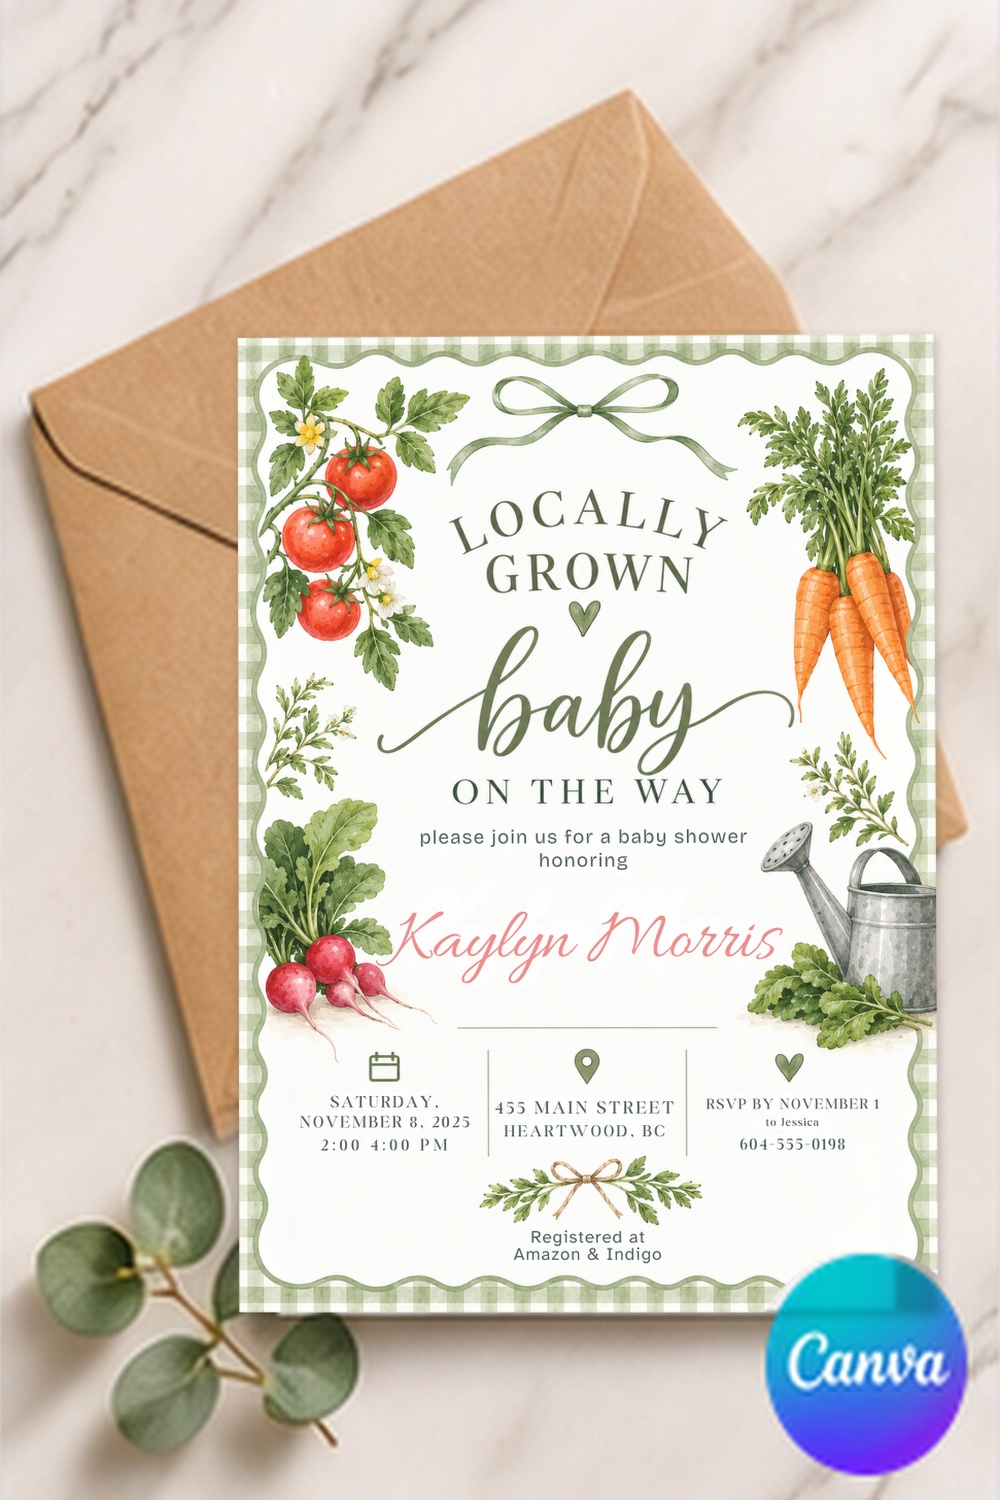 LOCALLY
GROWN
baby
ON THE WAY
please join us for a baby shower
honoring
Kaylyn Morris
SATURDAY,
NOVEMBER 8, 2025
2:00 4:00 PM
455 MAIN STREET
HEARTWOOD, BC
RSVP BY NOVEMBER 1
to Jessica
604-555-0198
Registered at
Amazon & Indigo
Canva